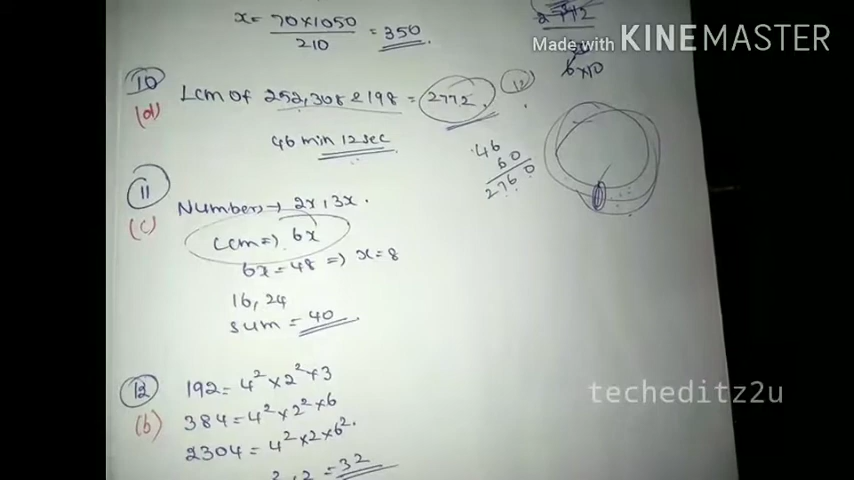 x = 70×1050 / 210 = 350.
Made with KINEMASTER
6×10
10 Lcm of 252, 308 & 198 = 2772.
(d)
46 min 12 sec
46
60
2760
11
(c) Numbers → 2x, 3x.
Lcm ⇒ 6x
6x = 48 ⇒ x = 8
16, 24
sum = 40.
12 192 = 4² × 2² × 3
(b) 384 = 4² × 2² × 6
2304 = 4² × 2 × 6².
= 32
techeditz2u